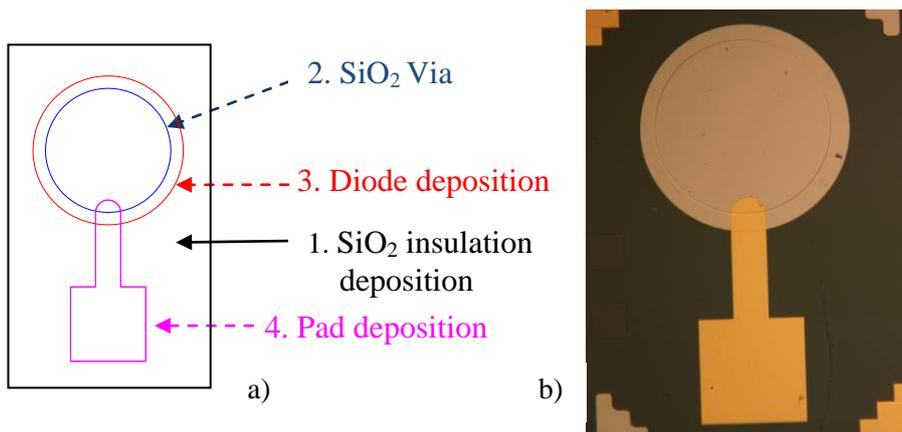 2. SiO₂ Via
3. Diode deposition
1. SiO₂ insulation
deposition
4. Pad deposition
a)
b)